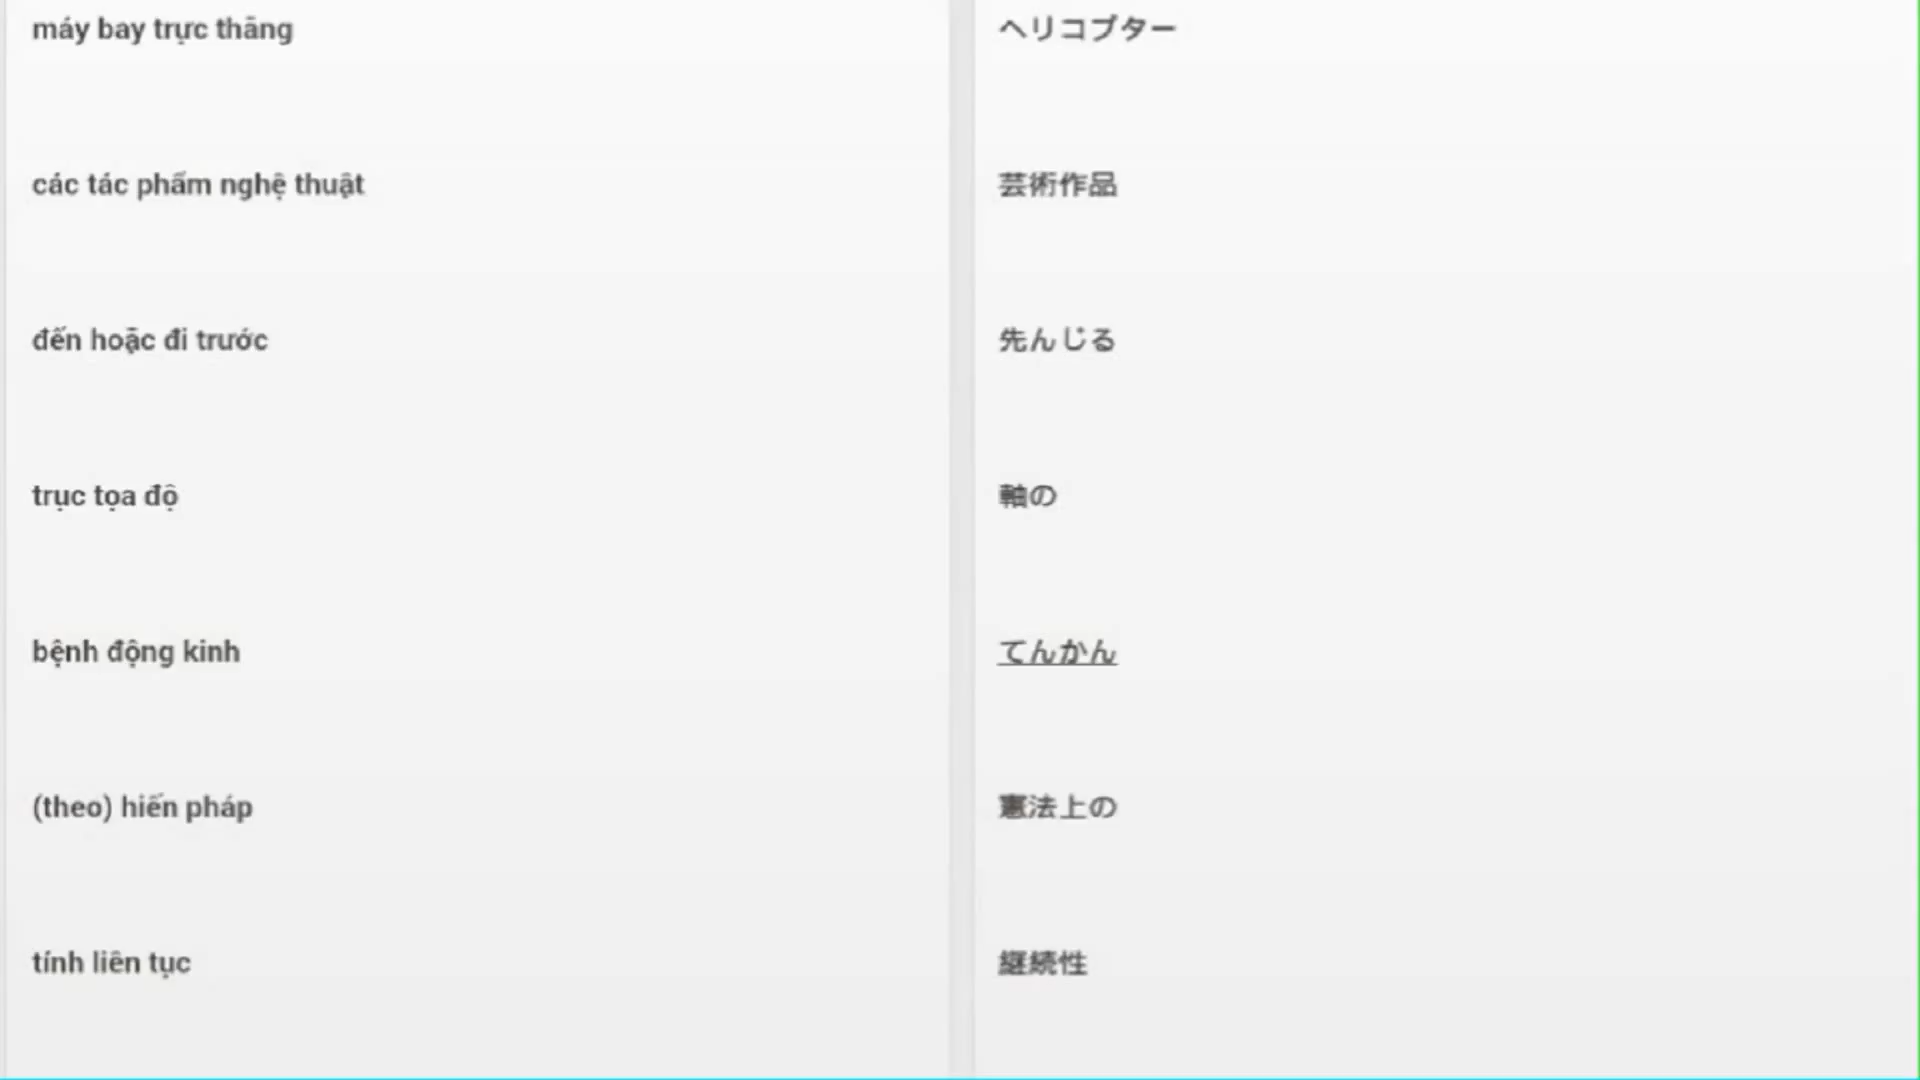 máy bay trực thăng
ヘリコプター
các tác phẩm nghệ thuật
芸術作品
đến hoặc đi trước
先んじる
trục tọa độ
軸の
bệnh động kinh
てんかん
(theo) hiến pháp
憲法上の
tính liên tục
継続性